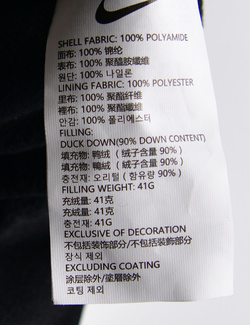 SHELL FABRIC: 100% POLYAMIDE
面布: 100% 锦纶
表布: 100% 聚醯胺纖維
원단: 100% 나일론
LINING FABRIC: 100% POLYESTER
里布: 100% 聚酯纤维
裡布: 100% 聚酯纖維
안감: 100% 폴리에스터
FILLING:
DUCK DOWN(90% DOWN CONTENT)
填充物: 鸭绒 ( 绒子含量 90% )
填充物: 鴨絨 ( 絨子含量 90% )
충전재: 오리털 ( 함유량 90% )
FILLING WEIGHT: 41G
充绒量: 41克
充絨量: 41克
충전재: 41G
EXCLUSIVE OF DECORATION
不包括装饰部分/不包括裝飾部分
장식 제외
EXCLUDING COATING
涂层除外/塗層除外
코팅 제외